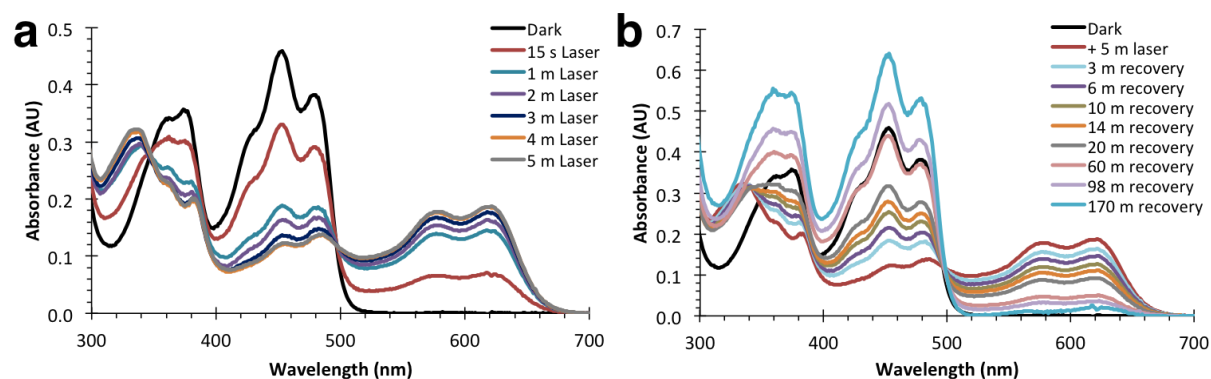 a
0.5
0.4
0.3
0.2
0.1
0.0
Absorbance (AU)
300 400 500 600 700
Wavelength (nm)
Dark
15 s Laser
1 m Laser
2 m Laser
3 m Laser
4 m Laser
5 m Laser
b
0.7
0.6
0.5
0.4
0.3
0.2
0.1
0.0
Absorbance (AU)
300 400 500 600 700
Wavelength (nm)
Dark
+ 5 m laser
3 m recovery
6 m recovery
10 m recovery
14 m recovery
20 m recovery
60 m recovery
98 m recovery
170 m recovery